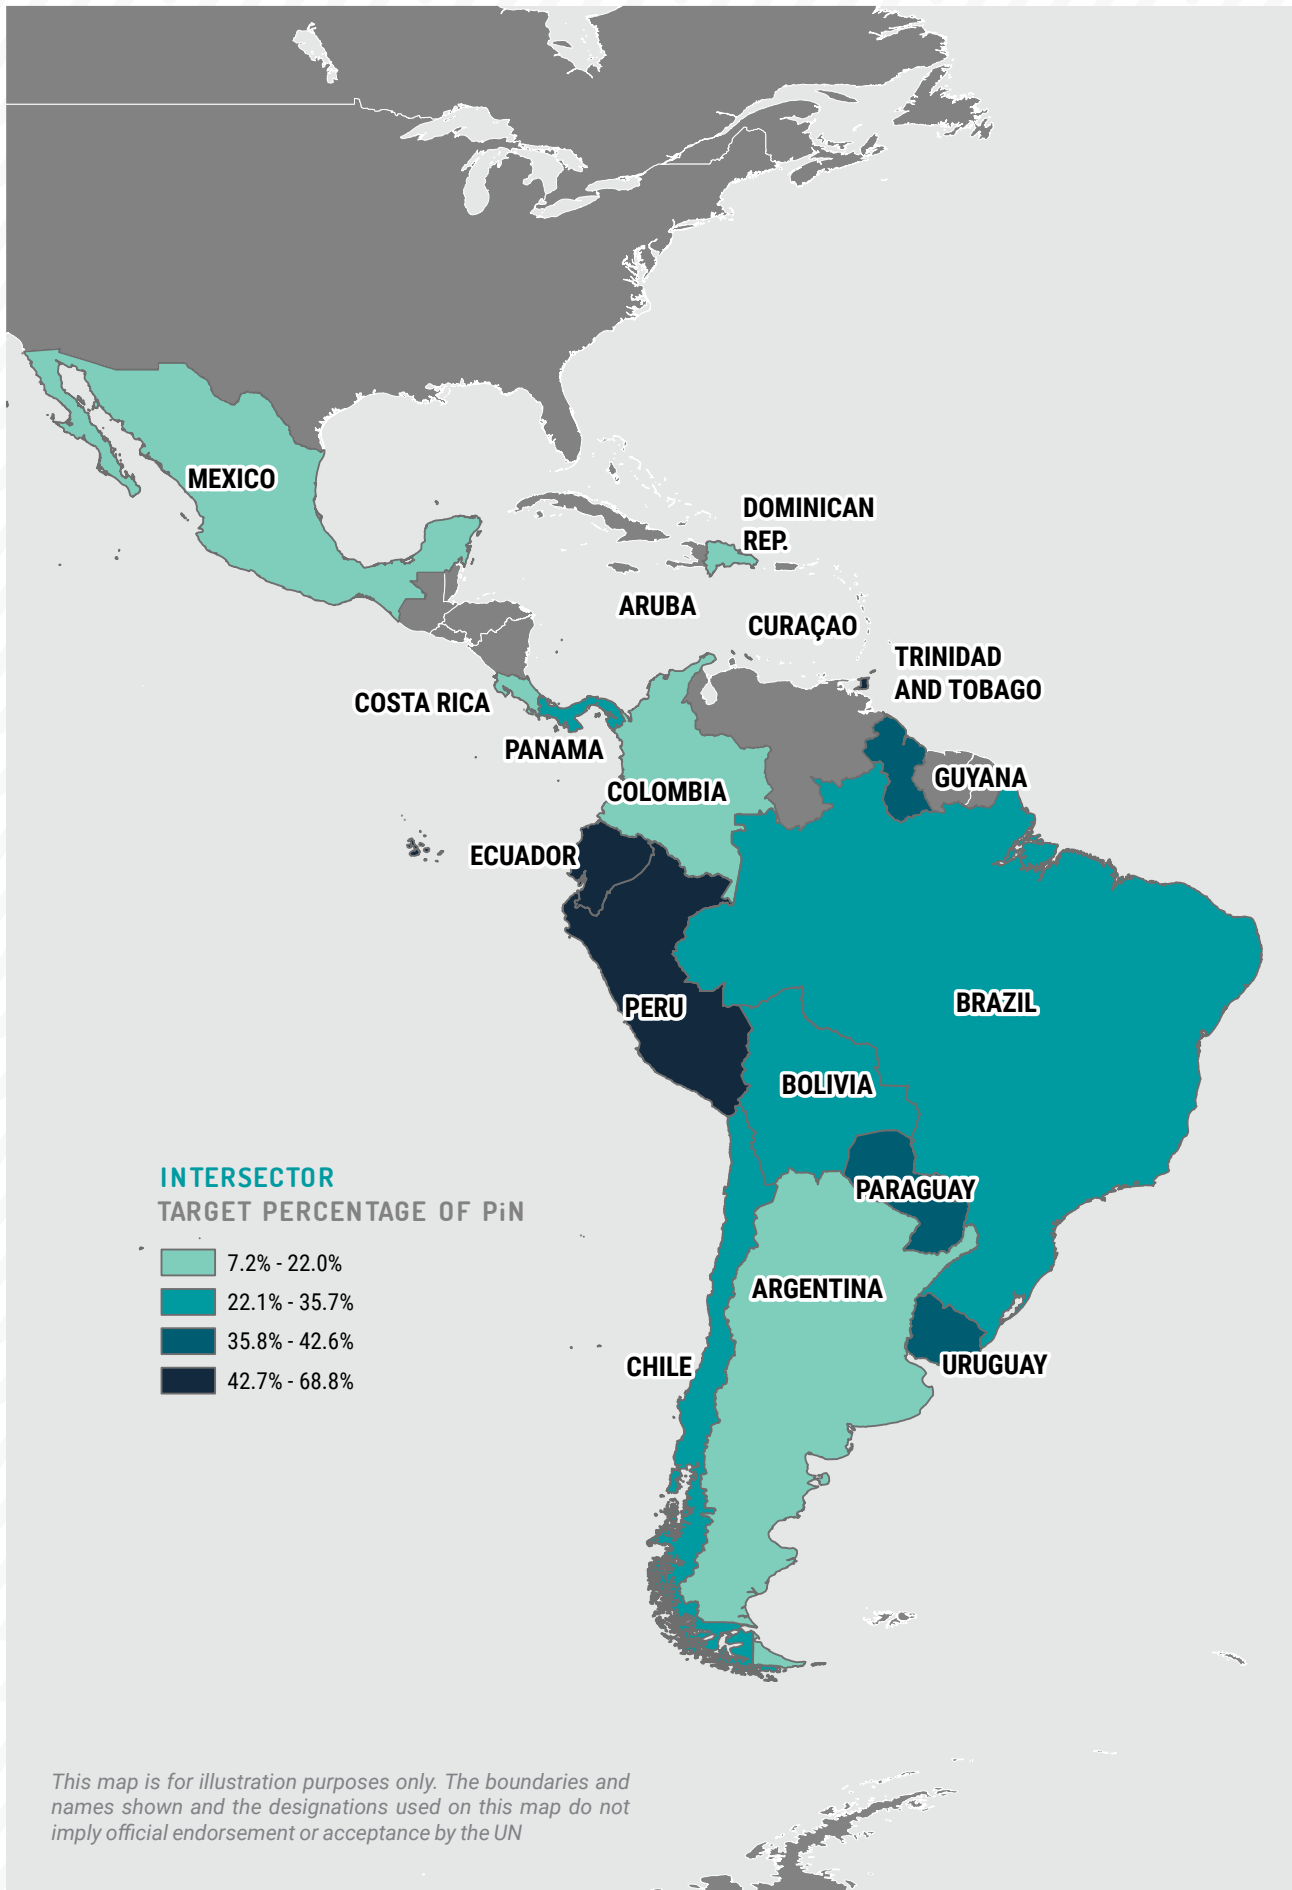 MEXICO
DOMINICAN
REP.
ARUBA
CURAÇAO
TRINIDAD
AND TOBAGO
COSTA RICA
PANAMA
GUYANA
COLOMBIA
ECUADOR
BRAZIL
PERU
BOLIVIA
PARAGUAY
ARGENTINA
CHILE
URUGUAY
INTERSECTOR
TARGET PERCENTAGE OF PiN
7.2% - 22.0%
22.1% - 35.7%
35.8% - 42.6%
42.7% - 68.8%
This map is for illustration purposes only. The boundaries and
names shown and the designations used on this map do not
imply official endorsement or acceptance by the UN